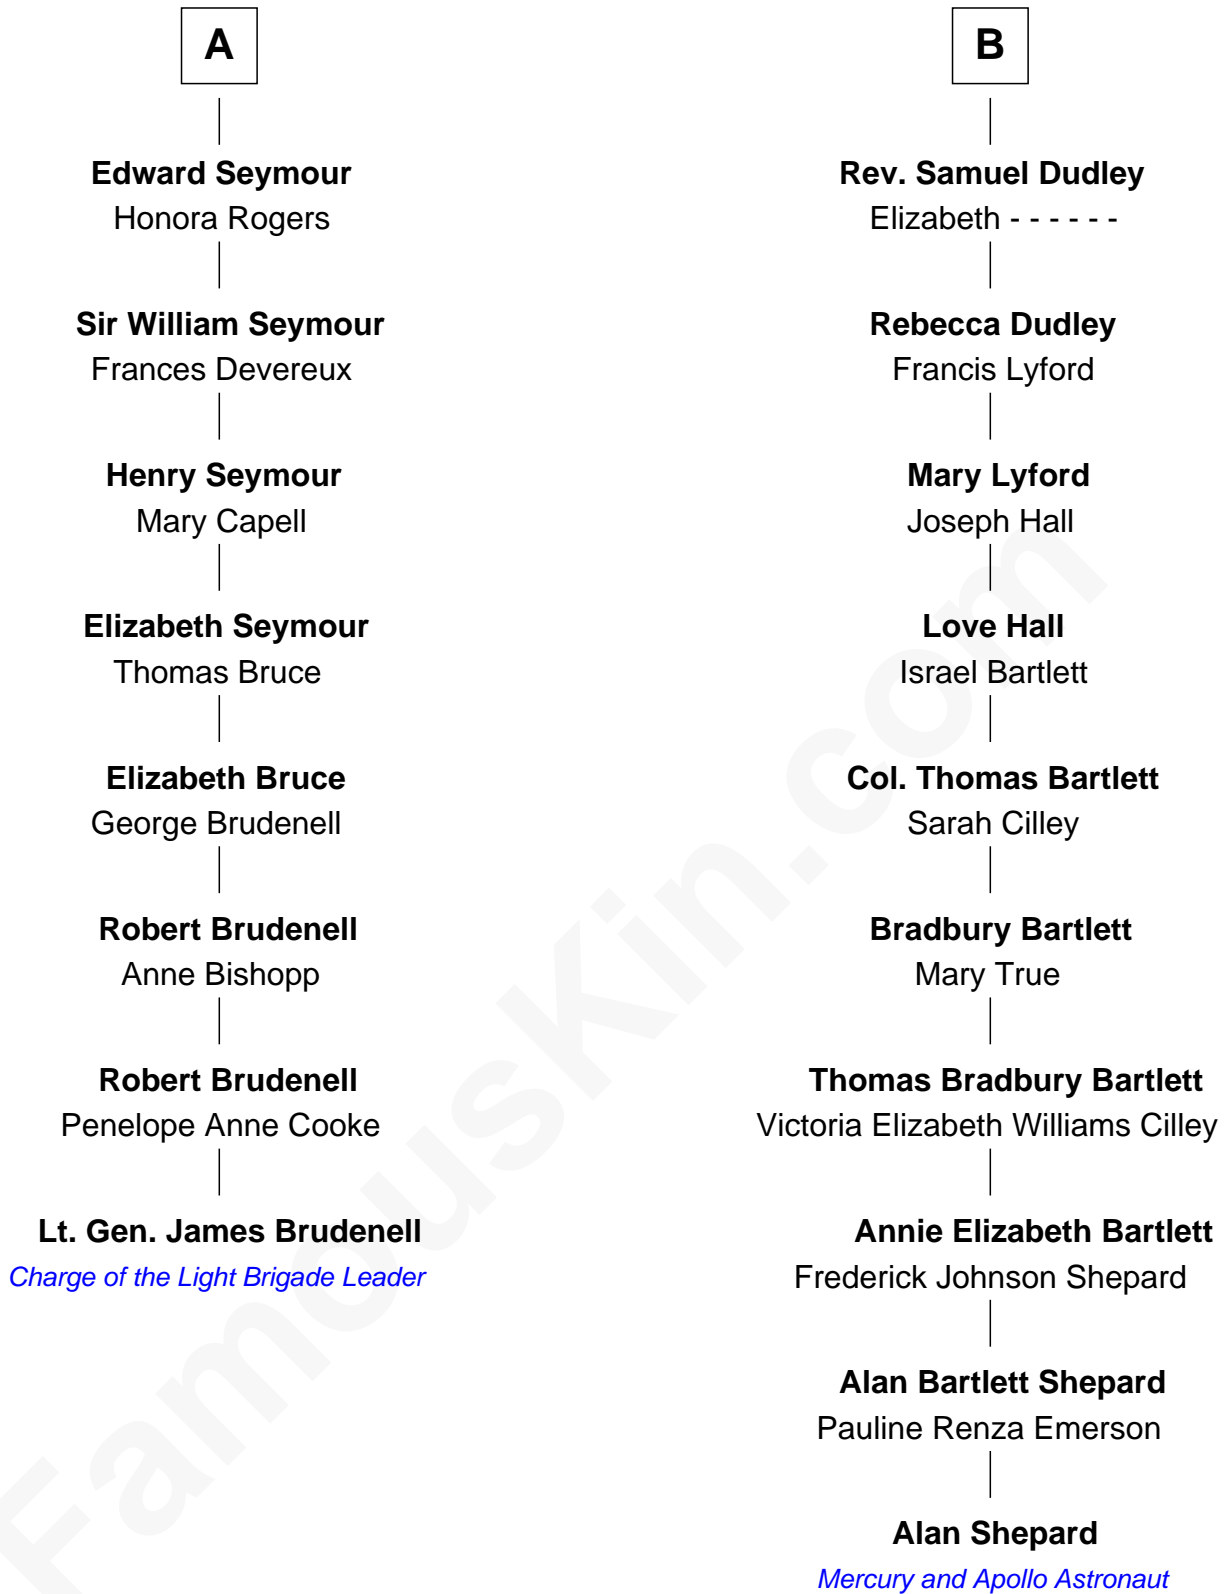 A
Edward Seymour
Honora Rogers
Sir William Seymour
Frances Devereux
Henry Seymour
Mary Capell
Elizabeth Seymour
Thomas Bruce
Elizabeth Bruce
George Brudenell
Robert Brudenell
Anne Bishopp
Robert Brudenell
Penelope Anne Cooke
Lt. Gen. James Brudenell
Charge of the Light Brigade Leader
B
Rev. Samuel Dudley
Elizabeth - - - - - -
Rebecca Dudley
Francis Lyford
Mary Lyford
Joseph Hall
Love Hall
Israel Bartlett
Col. Thomas Bartlett
Sarah Cilley
Bradbury Bartlett
Mary True
Thomas Bradbury Bartlett
Victoria Elizabeth Williams Cilley
Annie Elizabeth Bartlett
Frederick Johnson Shepard
Alan Bartlett Shepard
Pauline Renza Emerson
Alan Shepard
Mercury and Apollo Astronaut
FamousKin.com